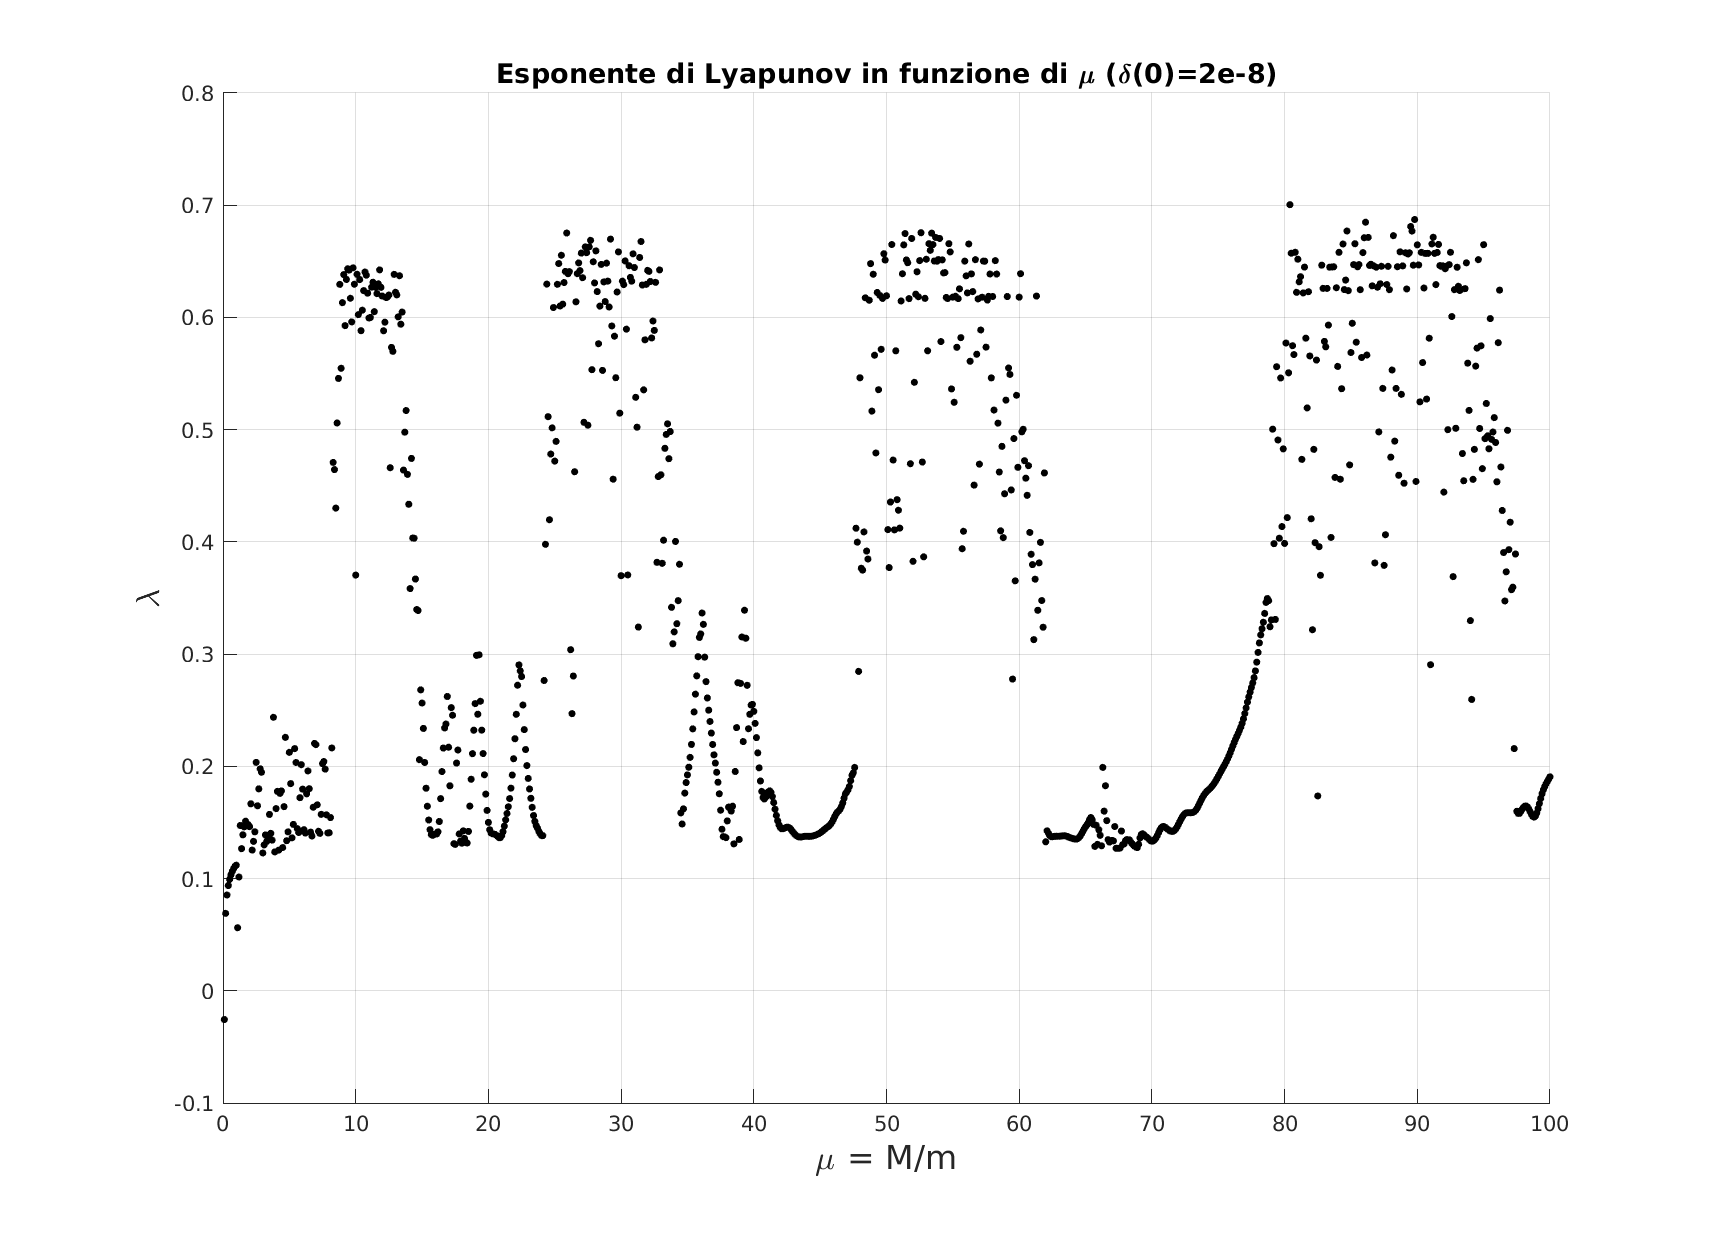 Esponente di Lyapunov in funzione di μ (δ(0)=2e-8)
0.8
0.7
0.6
0.5
0.4
0.3
0.2
0.1
0
-0.1
λ
0 10 20 30 40 50 60 70 80 90 100
μ = M/m